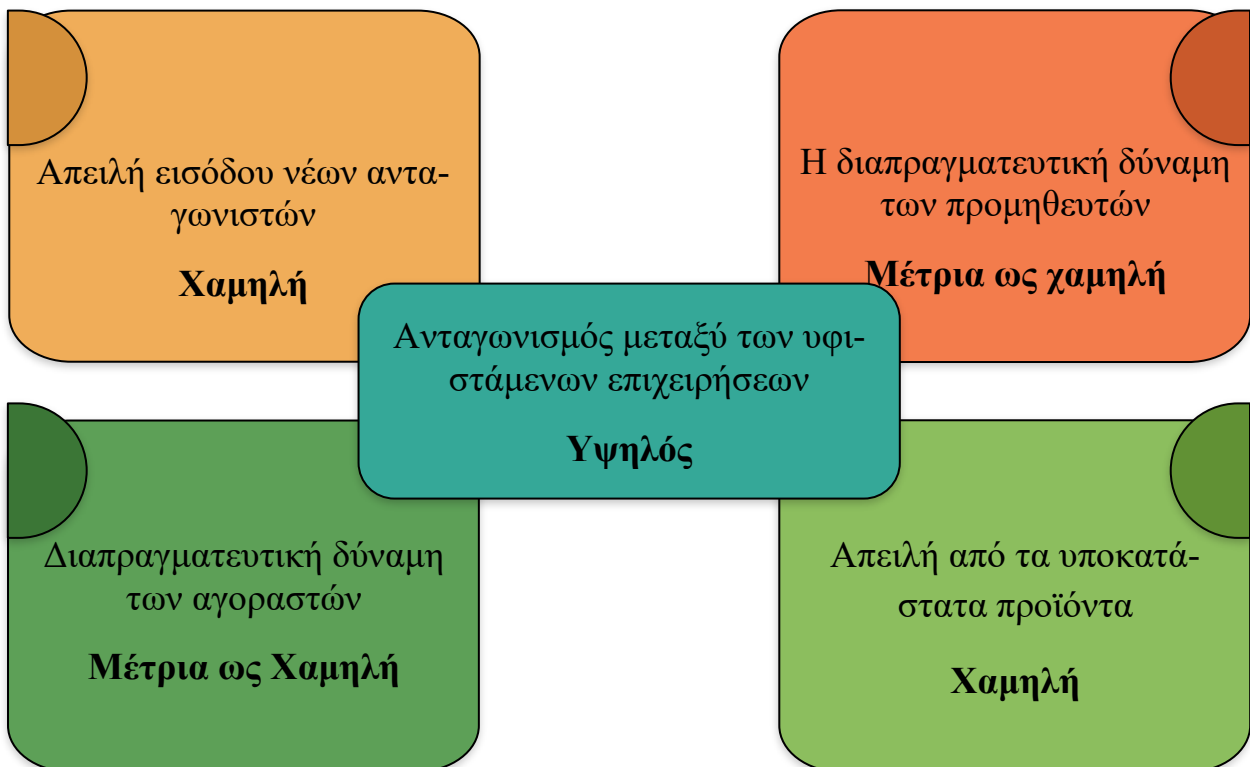 Απειλή εισόδου νέων αντα-
γωνιστών
Χαμηλή
Η διαπραγματευτική δύναμη
των προμηθευτών
Μέτρια ως χαμηλή
Ανταγωνισμός μεταξύ των υφι-
στάμενων επιχειρήσεων
Υψηλός
Διαπραγματευτική δύναμη
των αγοραστών
Μέτρια ως Χαμηλή
Απειλή από τα υποκατά-
στατα προϊόντα
Χαμηλή